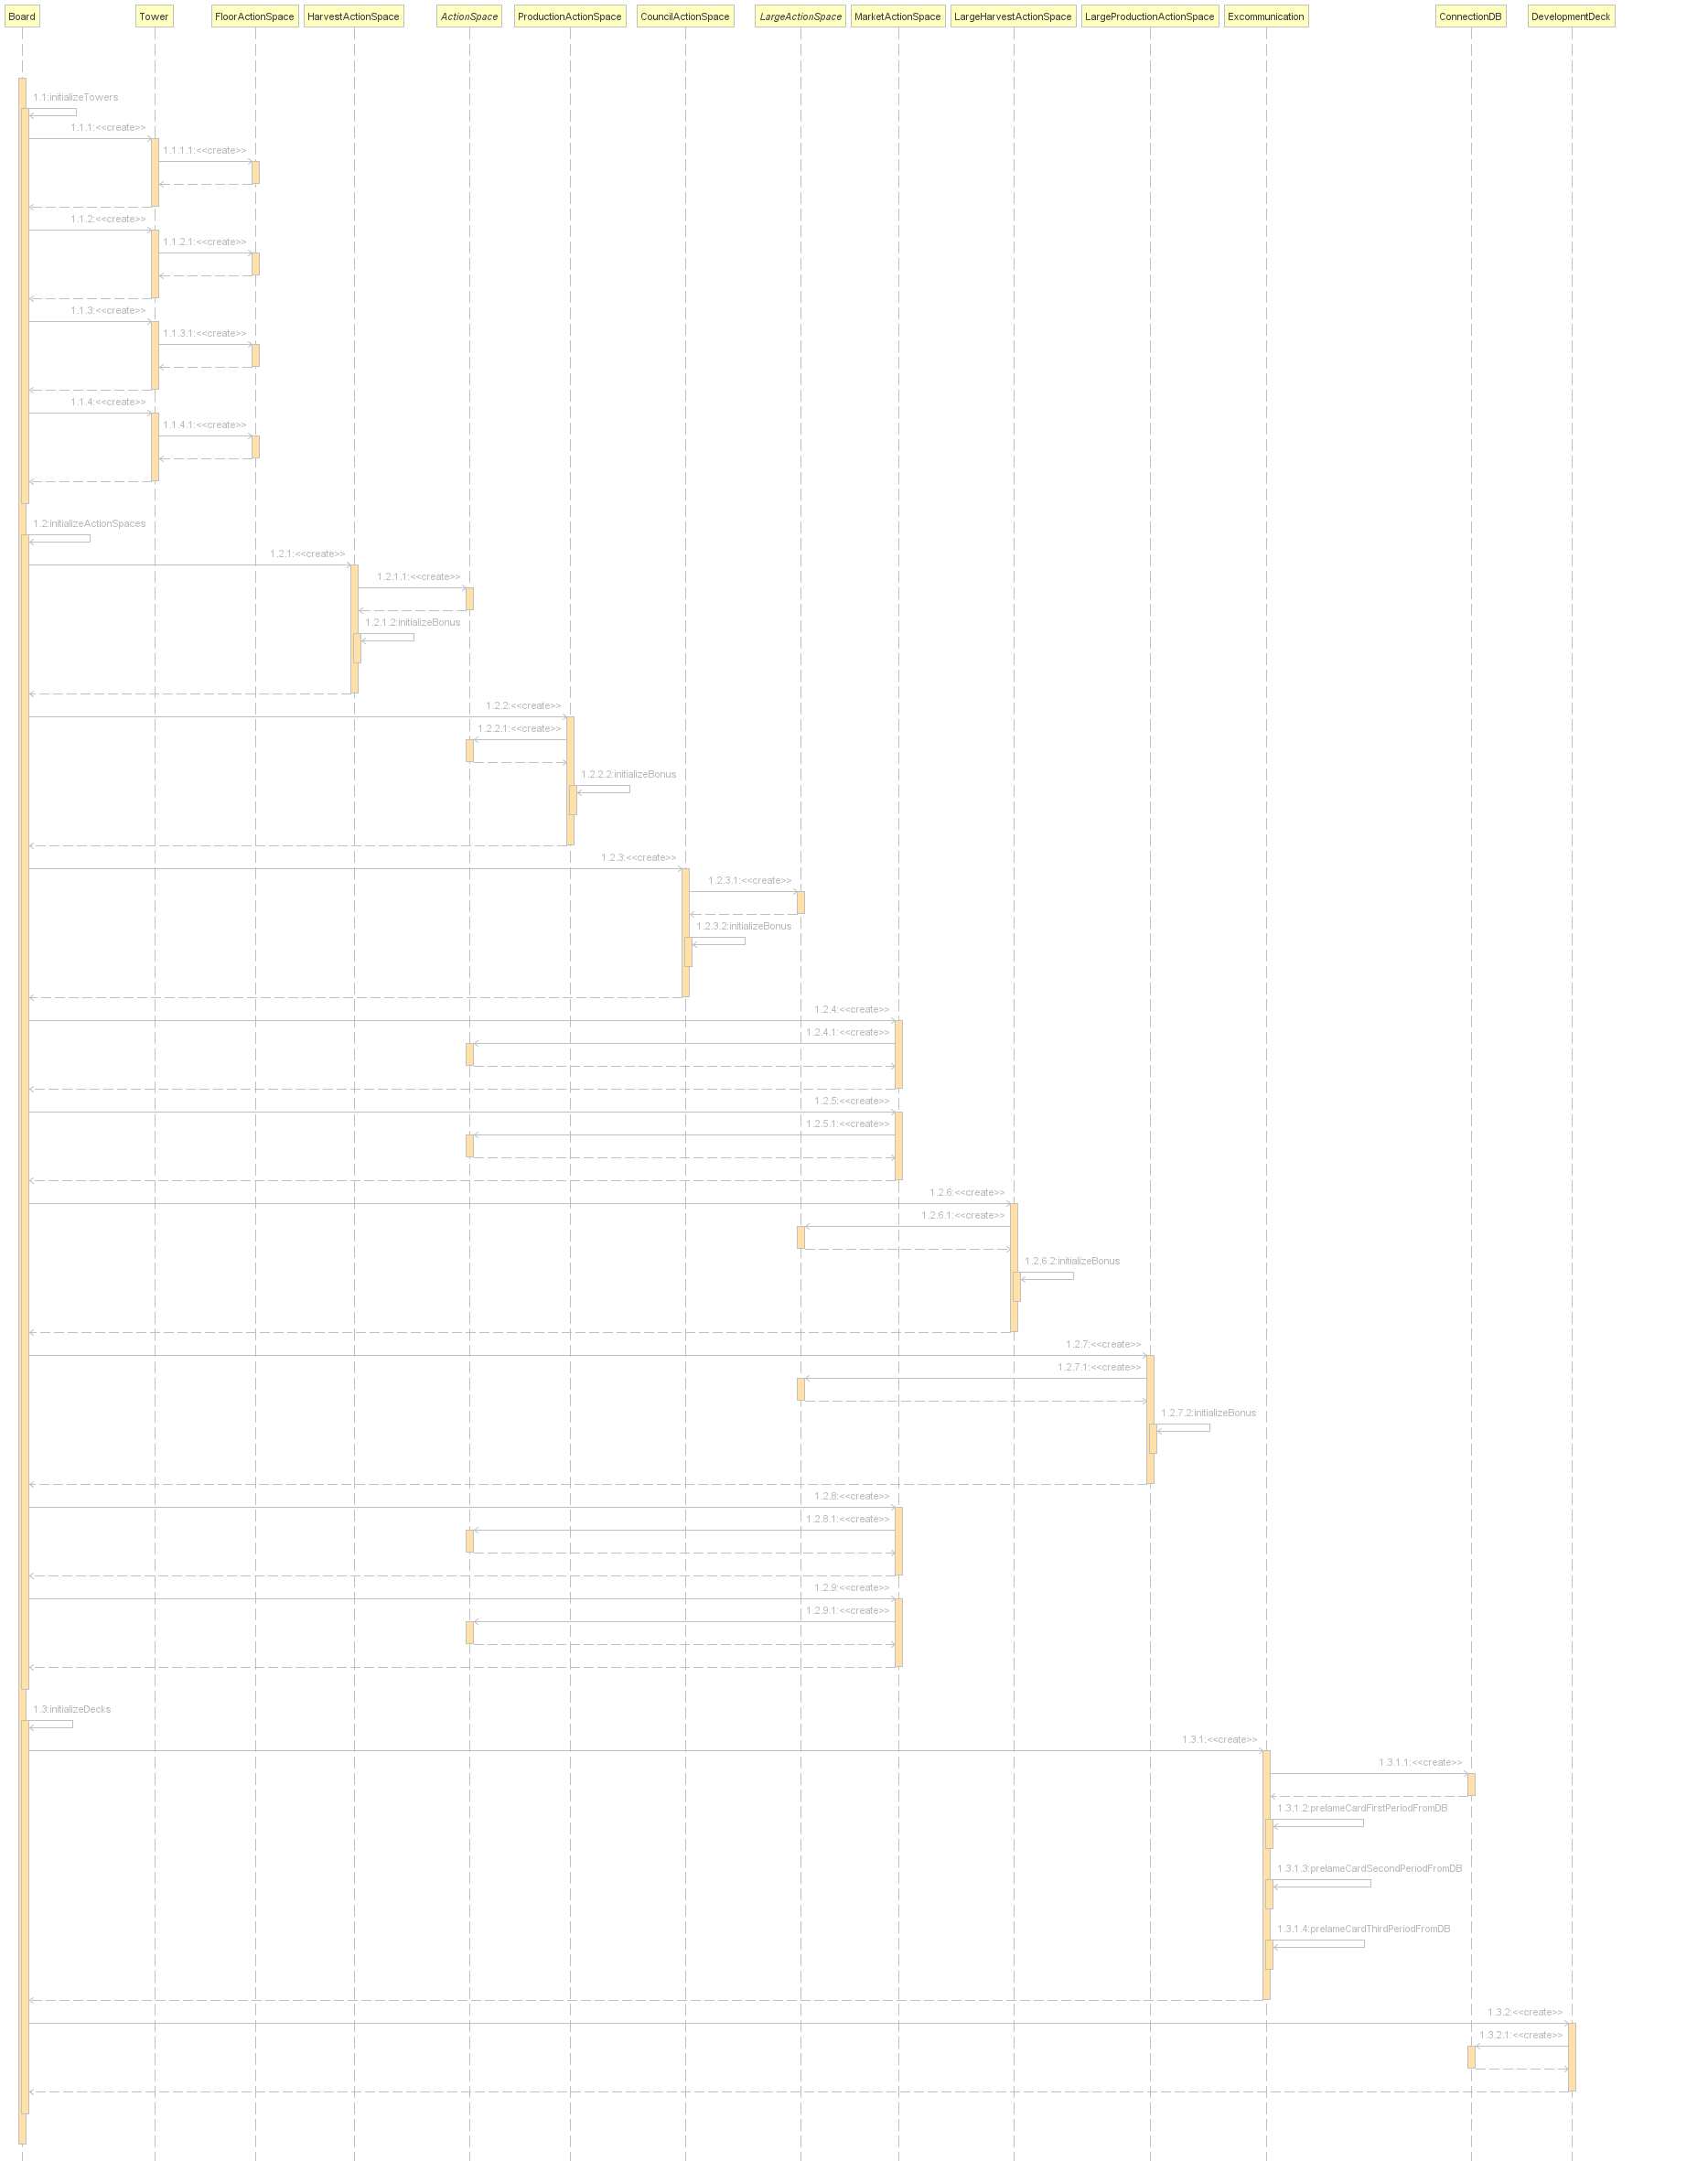 Board Tower FloorActionSpace HarvestActionSpace ActionSpace ProductionActionSpace CouncilActionSpace LargeActionSpace MarketActionSpace LargeHarvestActionSpace LargeProductionActionSpace Excommunication ConnectionDB DevelopmentDeck
1.1:initializeTowers
1.1.1:<<create>>
1.1.1.1:<<create>>
1.1.2:<<create>>
1.1.2.1:<<create>>
1.1.3:<<create>>
1.1.3.1:<<create>>
1.1.4:<<create>>
1.1.4.1:<<create>>
1.2:initializeActionSpaces
1.2.1:<<create>>
1.2.1.1:<<create>>
1.2.1.2:initializeBonus
1.2.2:<<create>>
1.2.2.1:<<create>>
1.2.2.2:initializeBonus
1.2.3:<<create>>
1.2.3.1:<<create>>
1.2.3.2:initializeBonus
1.2.4:<<create>>
1.2.4.1:<<create>>
1.2.5:<<create>>
1.2.5.1:<<create>>
1.2.6:<<create>>
1.2.6.1:<<create>>
1.2.6.2:initializeBonus
1.2.7:<<create>>
1.2.7.1:<<create>>
1.2.7.2:initializeBonus
1.2.8:<<create>>
1.2.8.1:<<create>>
1.2.9:<<create>>
1.2.9.1:<<create>>
1.3:initializeDecks
1.3.1:<<create>>
1.3.1.1:<<create>>
1.3.1.2:prelameCardFirstPeriodFromDB
1.3.1.3:prelameCardSecondPeriodFromDB
1.3.1.4:prelameCardThirdPeriodFromDB
1.3.2:<<create>>
1.3.2.1:<<create>>